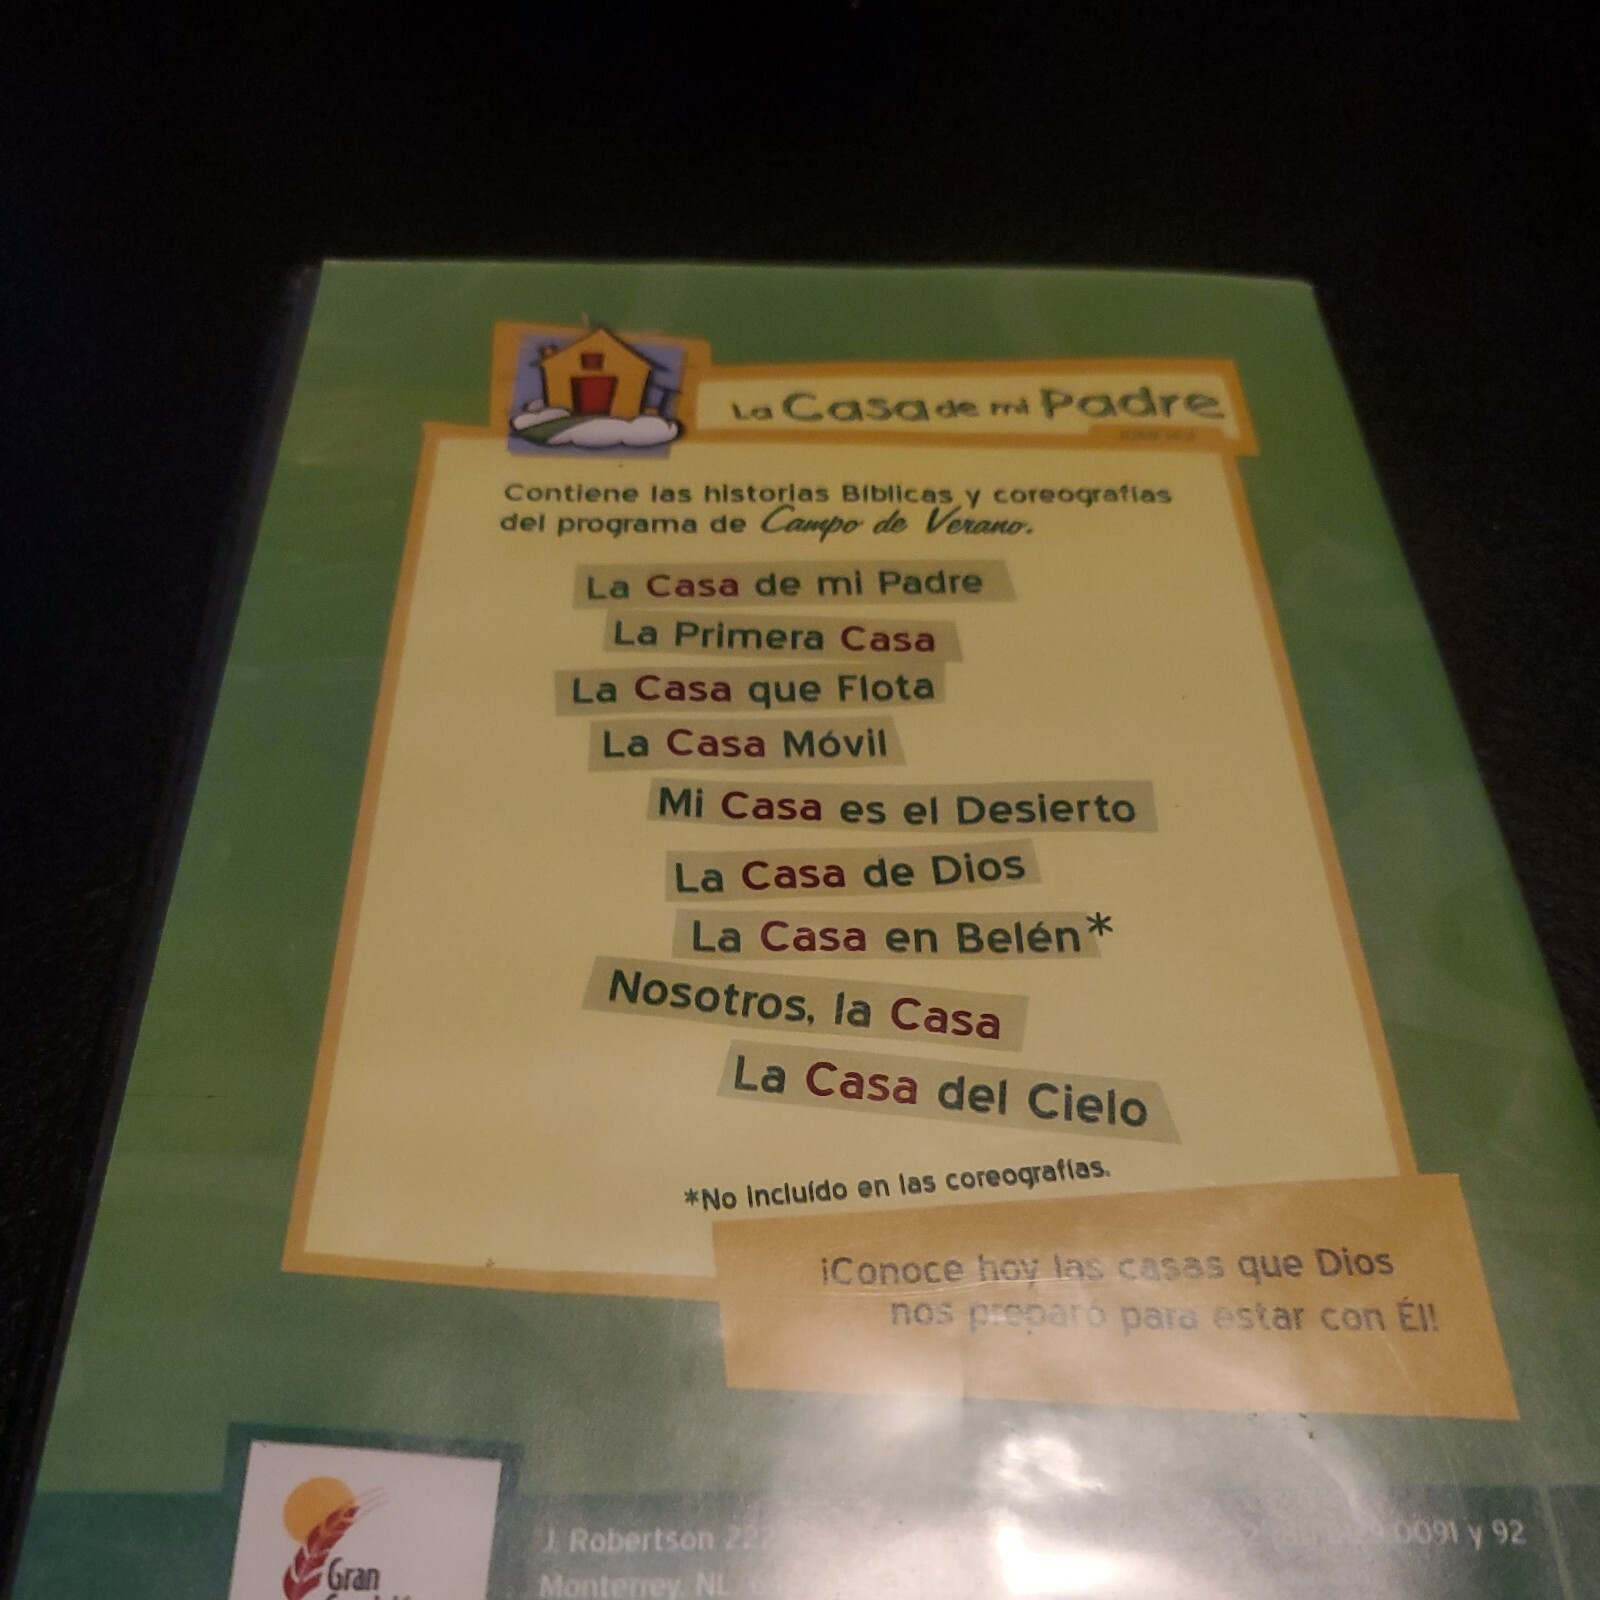 La Casa de mi Padre
Contiene las historias Bíblicas y coreografías
del programa de Campo de Verano.
La Casa de mi Padre
La Primera Casa
La Casa que Flota
La Casa Móvil
Mi Casa es el Desierto
La Casa de Dios
La Casa en Belén*
Nosotros, la Casa
La Casa del Cielo
*No incluído en las coreografías.
¡Conoce hoy las casas que Dios
nos preparó para estar con Él!
Gran
J. Robertson 222 0091 y 92
Monterrey, NL